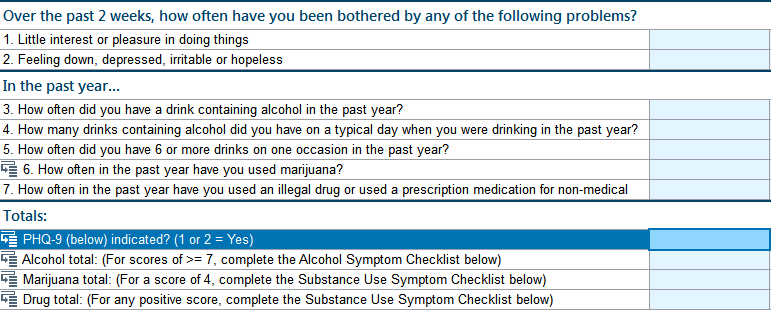 Over the past 2 weeks, how often have you been bothered by any of the following problems?
1. Little interest or pleasure in doing things
2. Feeling down, depressed, irritable or hopeless
In the past year...
3. How often did you have a drink containing alcohol in the past year?
4. How many drinks containing alcohol did you have on a typical day when you were drinking in the past year?
5. How often did you have 6 or more drinks on one occasion in the past year?
6. How often in the past year have you used marijuana?
7. How often in the past year have you used an illegal drug or used a prescription medication for non-medical
Totals:
PHQ-9 (below) indicated? (1 or 2 = Yes)
Alcohol total: (For scores of >= 7, complete the Alcohol Symptom Checklist below)
Marijuana total: (For a score of 4, complete the Substance Use Symptom Checklist below)
Drug total: (For any positive score, complete the Substance Use Symptom Checklist below)